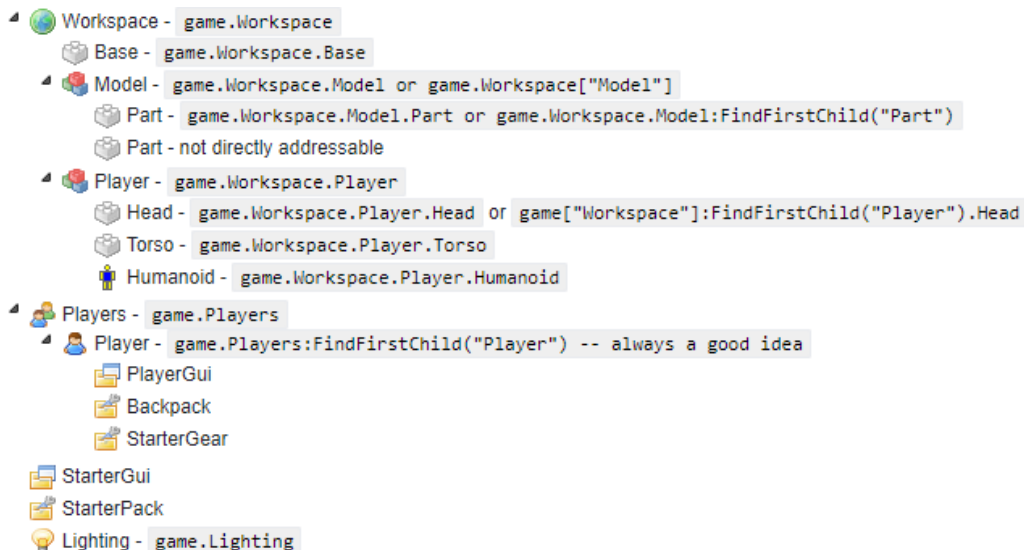 Workspace - game.Workspace
Base - game.Workspace.Base
Model - game.Workspace.Model or game.Workspace["Model"]
Part - game.Workspace.Model.Part or game.Workspace.Model:FindFirstChild("Part")
Part - not directly addressable
Player - game.Workspace.Player
Head - game.Workspace.Player.Head or game["Workspace"]:FindFirstChild("Player").Head
Torso - game.Workspace.Player.Torso
Humanoid - game.Workspace.Player.Humanoid
Players - game.Players
Player - game.Players:FindFirstChild("Player") -- always a good idea
PlayerGui
Backpack
StarterGear
StarterGui
StarterPack
Lighting - game.Lighting